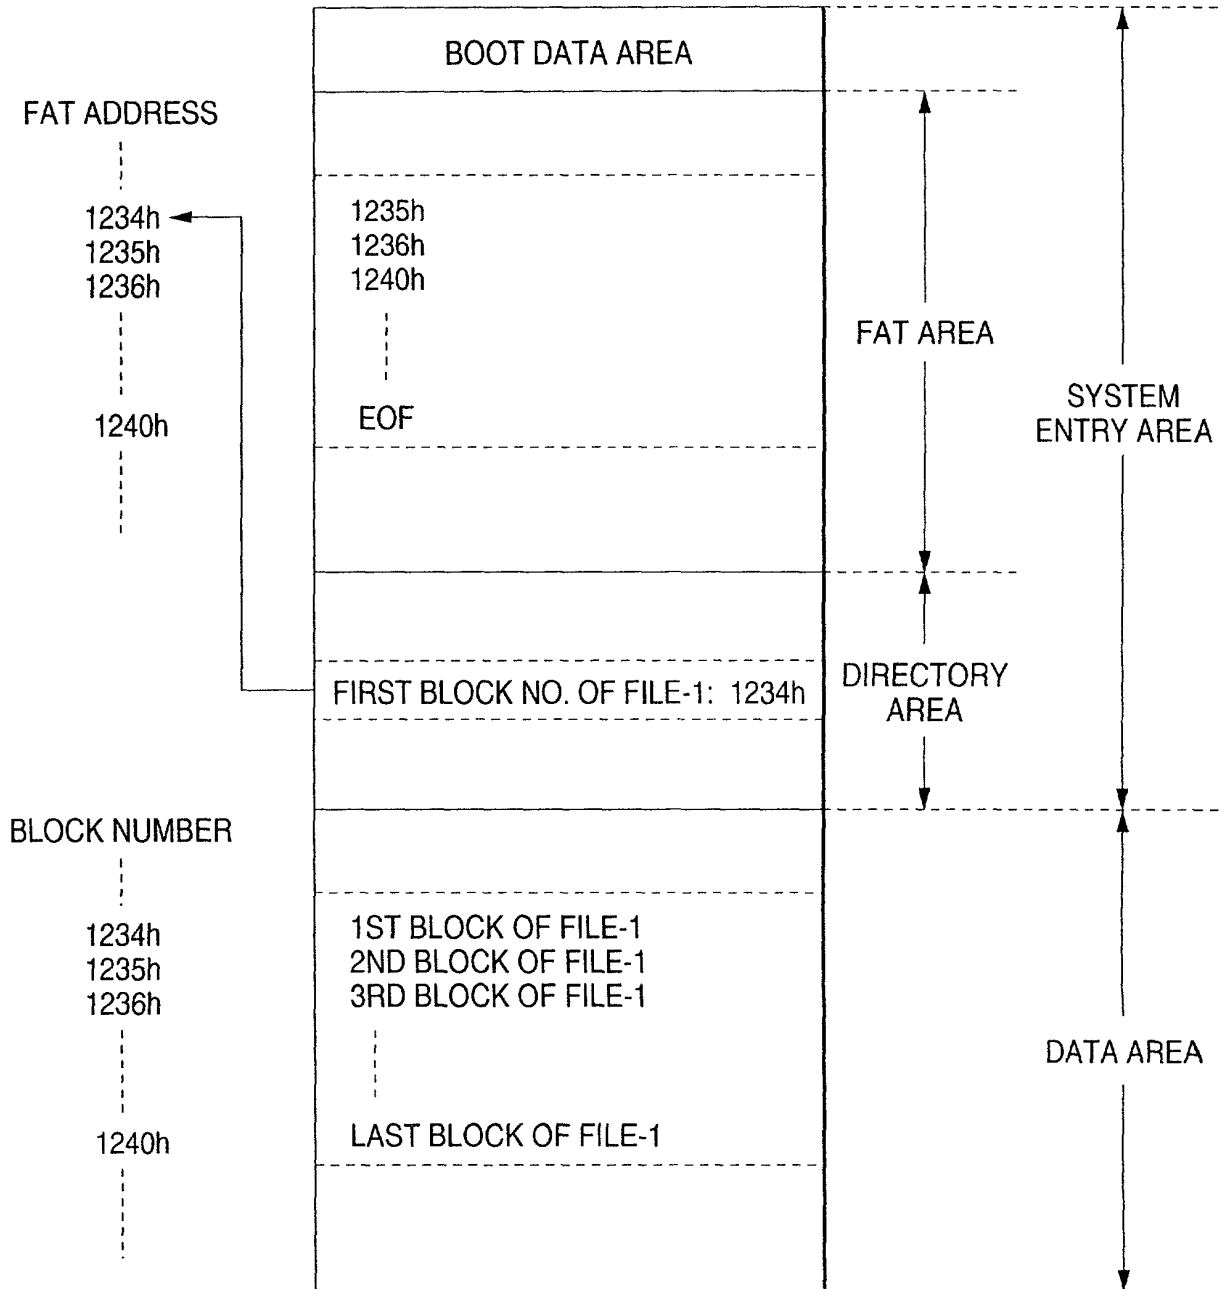 BOOT DATA AREA
FAT ADDRESS
1234h
1235h
1236h
1240h
1235h
1236h
1240h
EOF
FAT AREA
SYSTEM
ENTRY AREA
FIRST BLOCK NO. OF FILE-1: 1234h
DIRECTORY
AREA
BLOCK NUMBER
1234h
1235h
1236h
1240h
1ST BLOCK OF FILE-1
2ND BLOCK OF FILE-1
3RD BLOCK OF FILE-1
LAST BLOCK OF FILE-1
DATA AREA